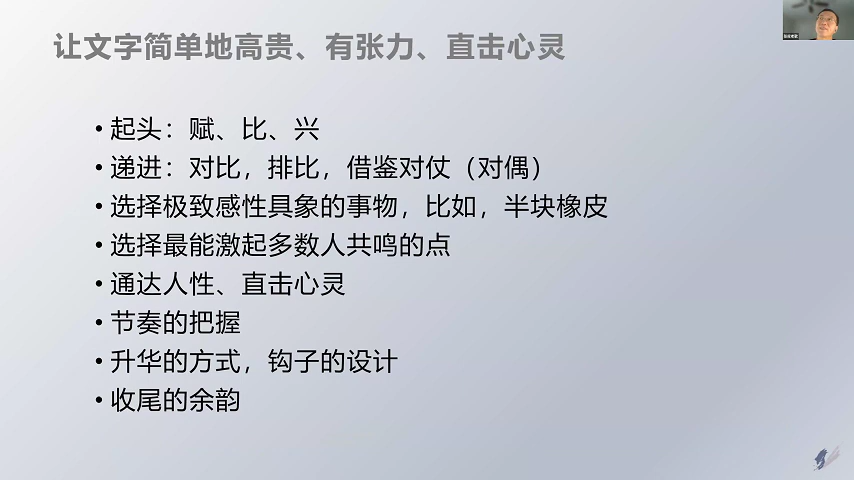 让文字简单地高贵、有张力、直击心灵
• 起头：赋、比、兴
• 递进：对比，排比，借鉴对仗（对偶）
• 选择极致感性具象的事物，比如，半块橡皮
• 选择最能激起多数人共鸣的点
• 通达人性、直击心灵
• 节奏的把握
• 升华的方式，钩子的设计
• 收尾的余韵